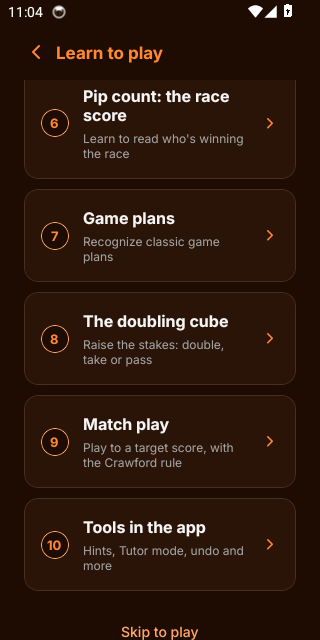 11:04
Learn to play
Pip count: the race
score
6
Learn to read who's winning
the race
Game plans
7
Recognize classic game
plans
The doubling cube
8
Raise the stakes: double,
take or pass
Match play
9
Play to a target score, with
the Crawford rule
Tools in the app
10
Hints, Tutor mode, undo and
more
Skip to play